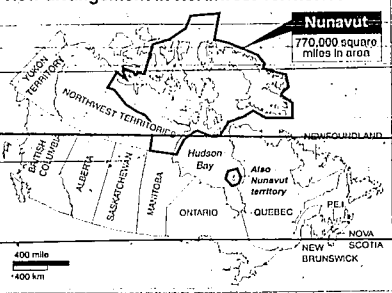 Nunavut
770,000 square
miles in area
YUKON
TERRITORY
NORTHWEST TERRITORIES
BRITISH
COLUMBIA
ALBERTA
SASKATCHEWAN
MANITOBA
Hudson
Bay
Also
Nunavut
territory
ONTARIO
QUEBEC
NEWFOUNDLAND
P.E.I.
NOVA
SCOTIA
NEW
BRUNSWICK
400 mile
400 km